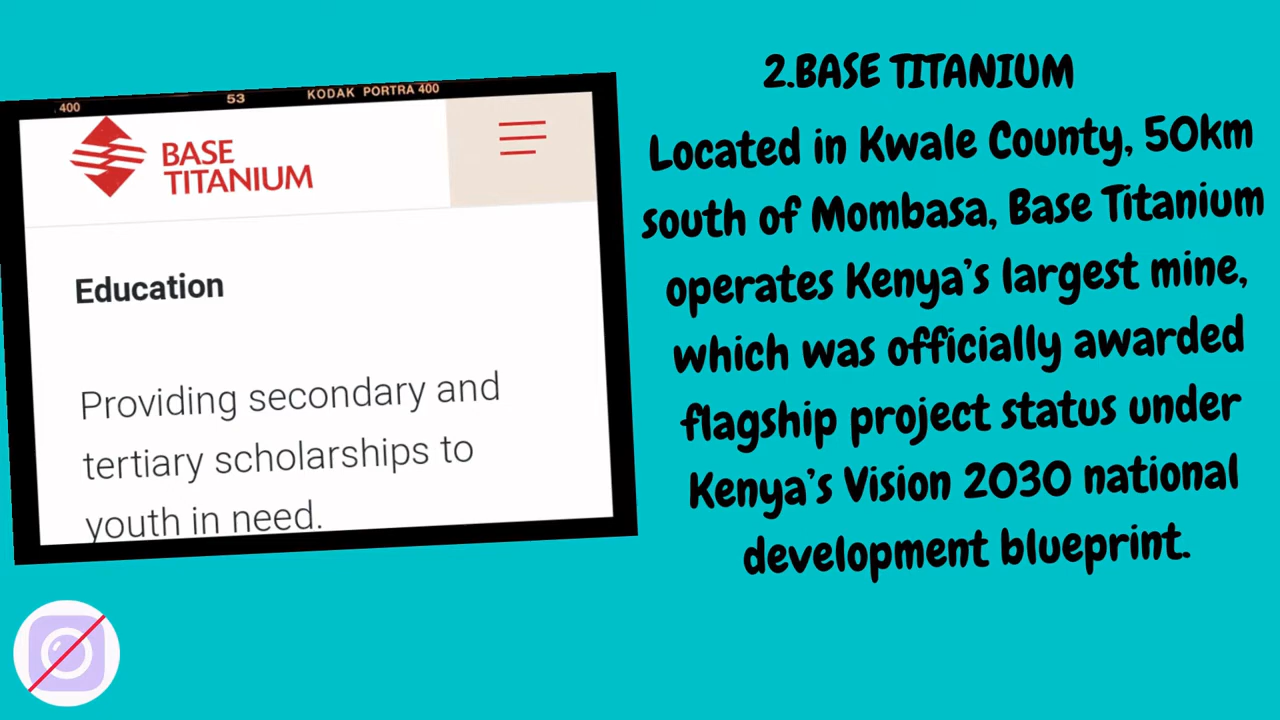 400 53 KODAK PORTRA 400
BASE
TITANIUM
Education
Providing secondary and
tertiary scholarships to
youth in need.
2.BASE TITANIUM
Located in Kwale County, 50km
south of Mombasa, Base Titanium
operates Kenya's largest mine,
which was officially awarded
flagship project status under
Kenya's Vision 2030 national
development blueprint.